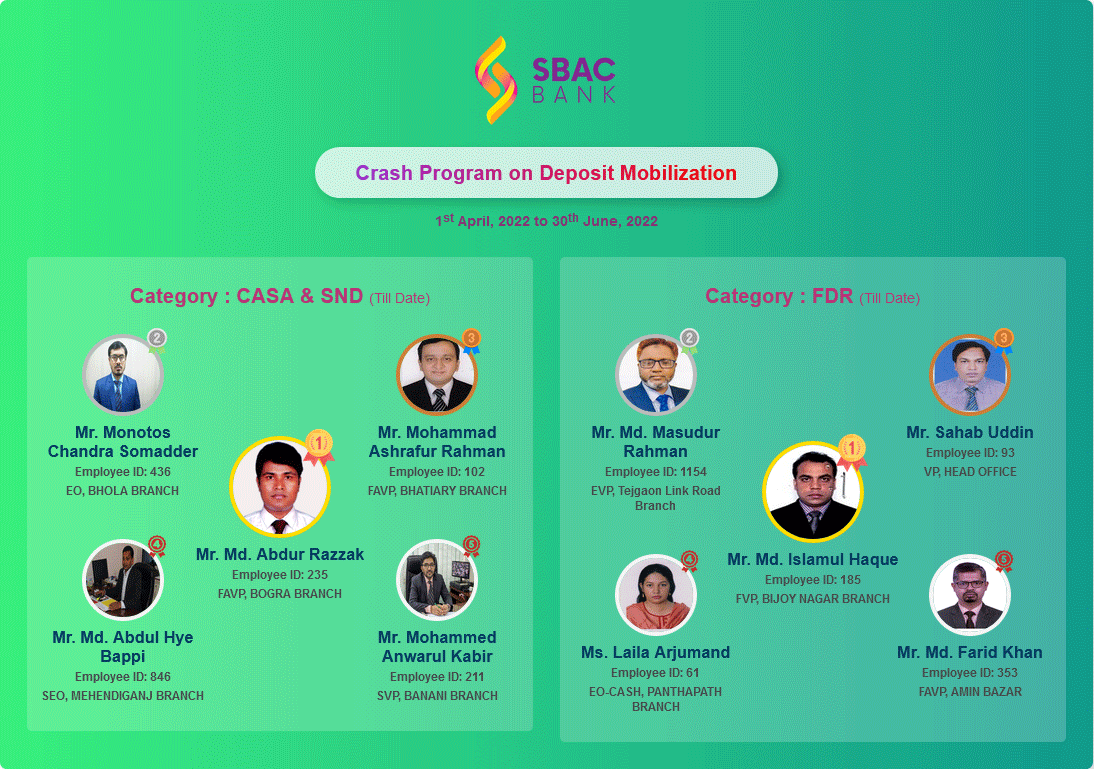 SBAC
BANK
Crash Program on Deposit Mobilization
1st April, 2022 to 30th June, 2022
Category : CASA & SND (Till Date)
2
Mr. Monotos
Chandra Somadder
Employee ID: 436
EO, BHOLA BRANCH
3
Mr. Mohammad
Ashrafur Rahman
Employee ID: 102
FAVP, BHATIARY BRANCH
1
Mr. Md. Abdur Razzak
Employee ID: 235
FAVP, BOGRA BRANCH
4
Mr. Md. Abdul Hye
Bappi
Employee ID: 846
SEO, MEHENDIGANJ BRANCH
5
Mr. Mohammed
Anwarul Kabir
Employee ID: 211
SVP, BANANI BRANCH
Category : FDR (Till Date)
2
Mr. Md. Masudur
Rahman
Employee ID: 1154
EVP, Tejgaon Link Road
Branch
3
Mr. Sahab Uddin
Employee ID: 93
VP, HEAD OFFICE
1
Mr. Md. Islamul Haque
Employee ID: 185
FVP, BIJOY NAGAR BRANCH
4
Ms. Laila Arjumand
Employee ID: 61
EO-CASH, PANTHAPATH
BRANCH
5
Mr. Md. Farid Khan
Employee ID: 353
FAVP, AMIN BAZAR